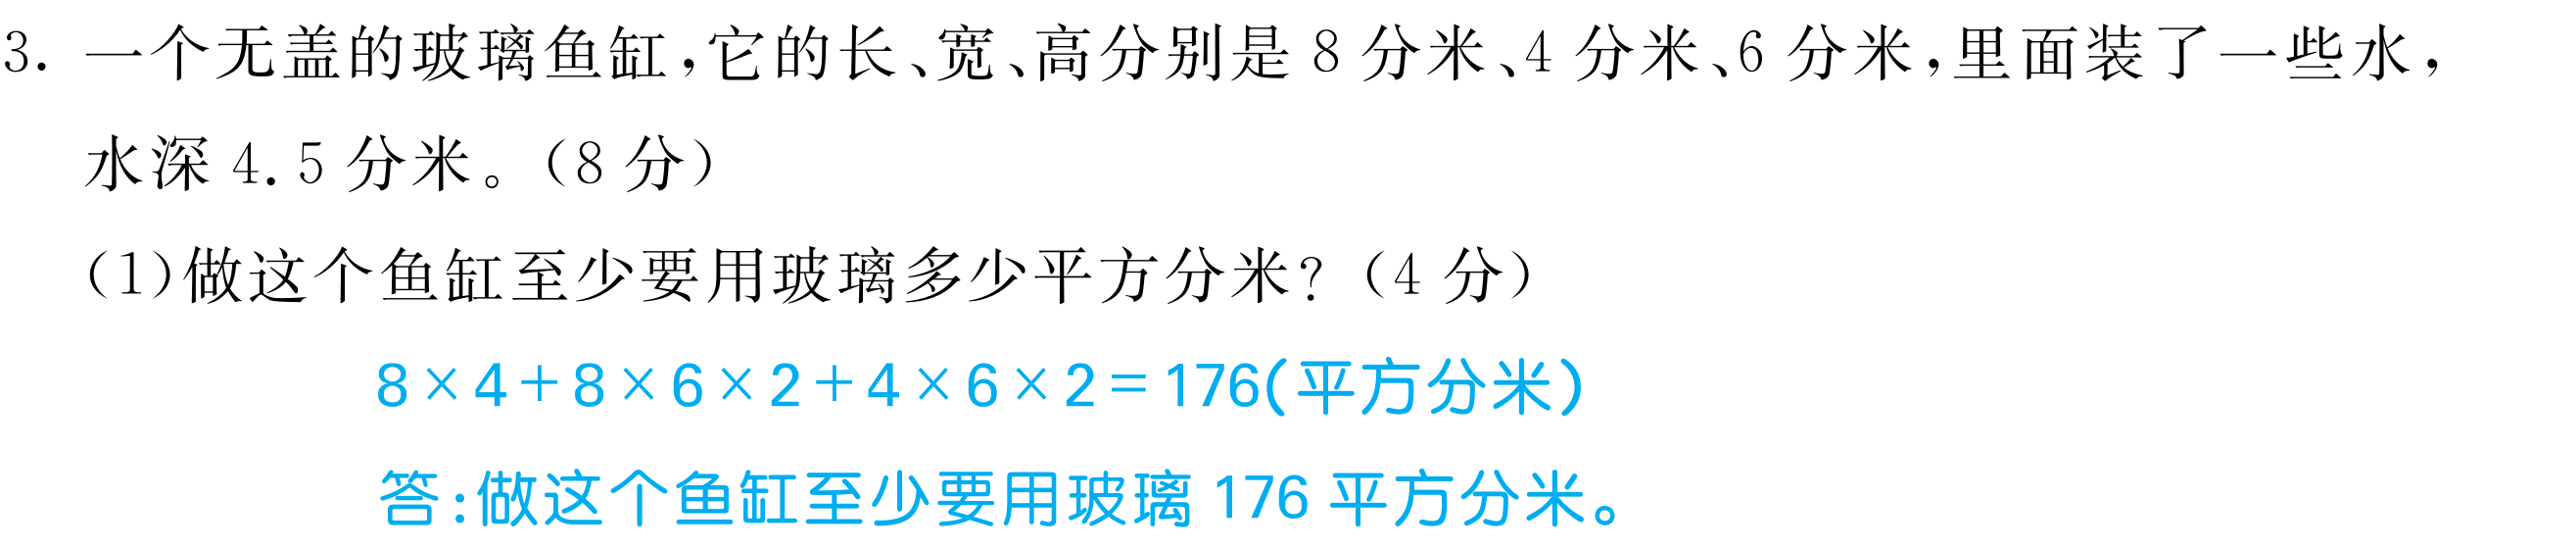 3. 一个无盖的玻璃鱼缸,它的长、宽、高分别是 8 分米、4 分米、6 分米,里面装了一些水,
水深 4.5 分米。(8 分)
(1)做这个鱼缸至少要用玻璃多少平方分米?(4 分)
8×4+8×6×2+4×6×2=176(平方分米)
答:做这个鱼缸至少要用玻璃 176 平方分米。